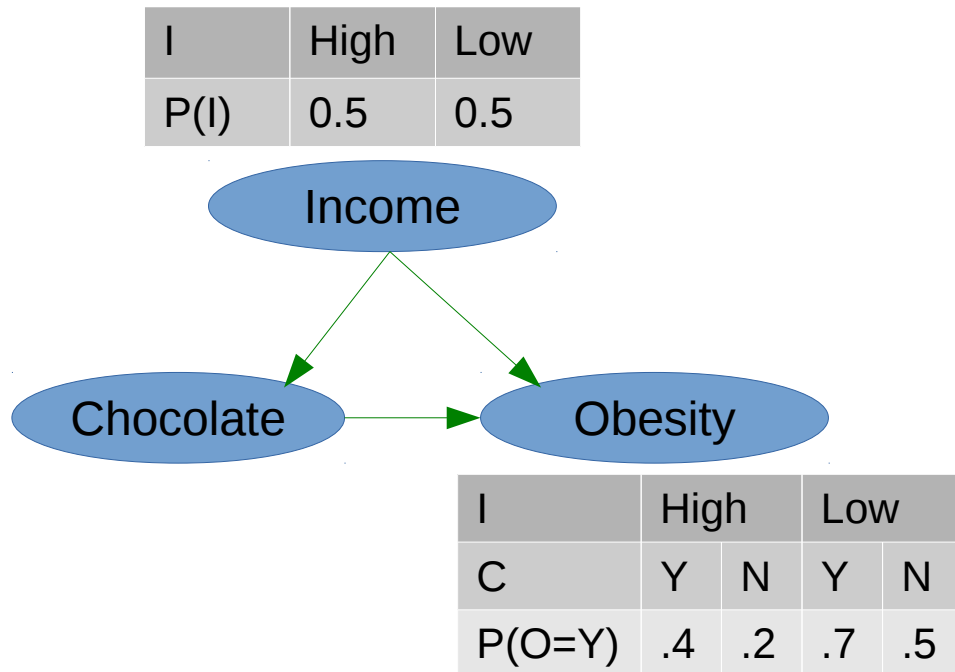 I High Low
P(I) 0.5 0.5
Income
Chocolate Obesity
I High Low
C Y N Y N
P(O=Y) .4 .2 .7 .5